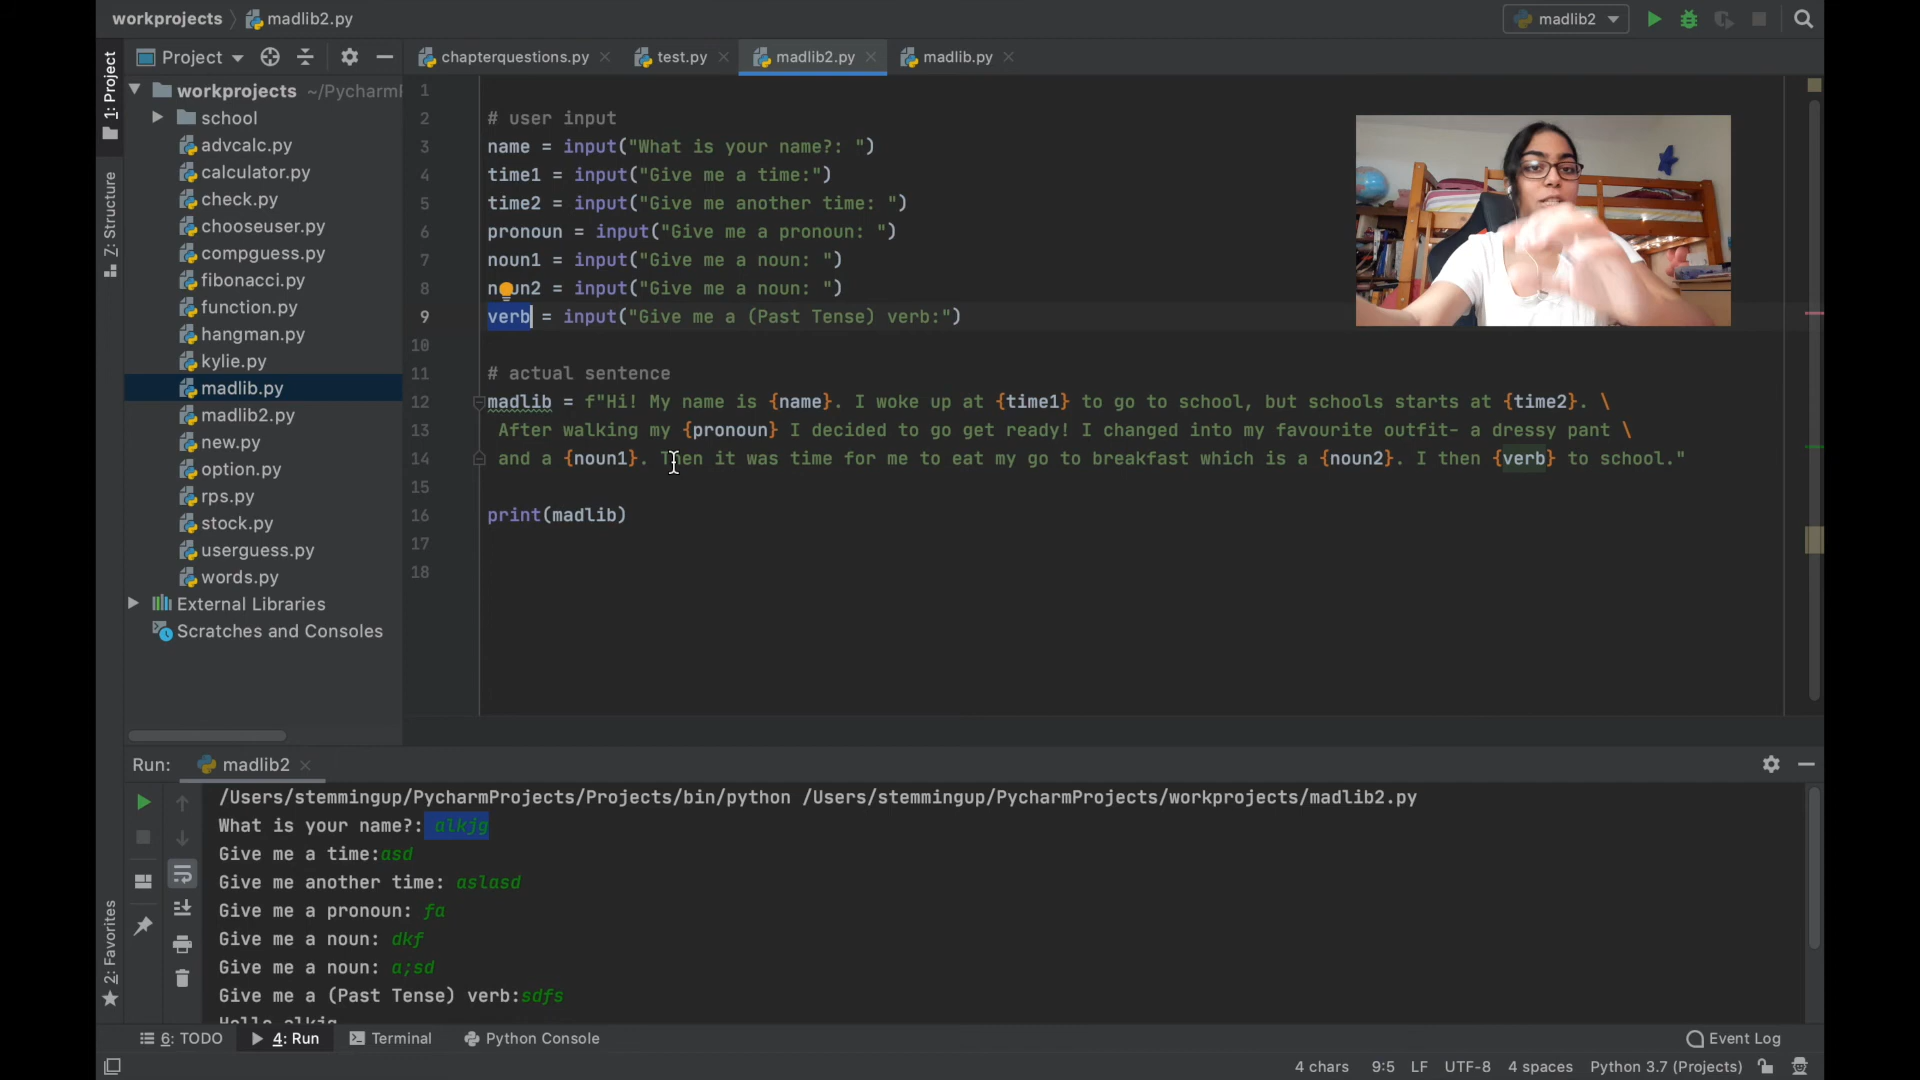 workprojects madlib2.py
madlib2
1: Project
Project
chapterquestions.py
test.py
madlib2.py
madlib.py
workprojects ~/PycharmP
school
advcalc.py
calculator.py
check.py
chooseuser.py
compguess.py
fibonacci.py
function.py
hangman.py
kylie.py
madlib.py
madlib2.py
new.py
option.py
rps.py
stock.py
userguess.py
words.py
External Libraries
Scratches and Consoles
Z: Structure
2: Favorites
1
2 # user input
3 name = input("What is your name?: ")
4 time1 = input("Give me a time:")
5 time2 = input("Give me another time: ")
6 pronoun = input("Give me a pronoun: ")
7 noun1 = input("Give me a noun: ")
8 noun2 = input("Give me a noun: ")
9 verb = input("Give me a (Past Tense) verb:")
10
11 # actual sentence
12 madlib = f"Hi! My name is {name}. I woke up at {time1} to go to school, but schools starts at {time2}. \
13 After walking my {pronoun} I decided to go get ready! I changed into my favourite outfit- a dressy pant \
14 and a {noun1}. Then it was time for me to eat my go to breakfast which is a {noun2}. I then {verb} to school."
15
16 print(madlib)
17
18
Run: madlib2
/Users/stemmingup/PycharmProjects/Projects/bin/python /Users/stemmingup/PycharmProjects/workprojects/madlib2.py
What is your name?: alkjg
Give me a time:asd
Give me another time: aslasd
Give me a pronoun: fa
Give me a noun: dkf
Give me a noun: a;sd
Give me a (Past Tense) verb:sdfs
Hello alkjg
6: TODO
4: Run
Terminal
Python Console
Event Log
4 chars 9:5 LF UTF-8 4 spaces Python 3.7 (Projects)